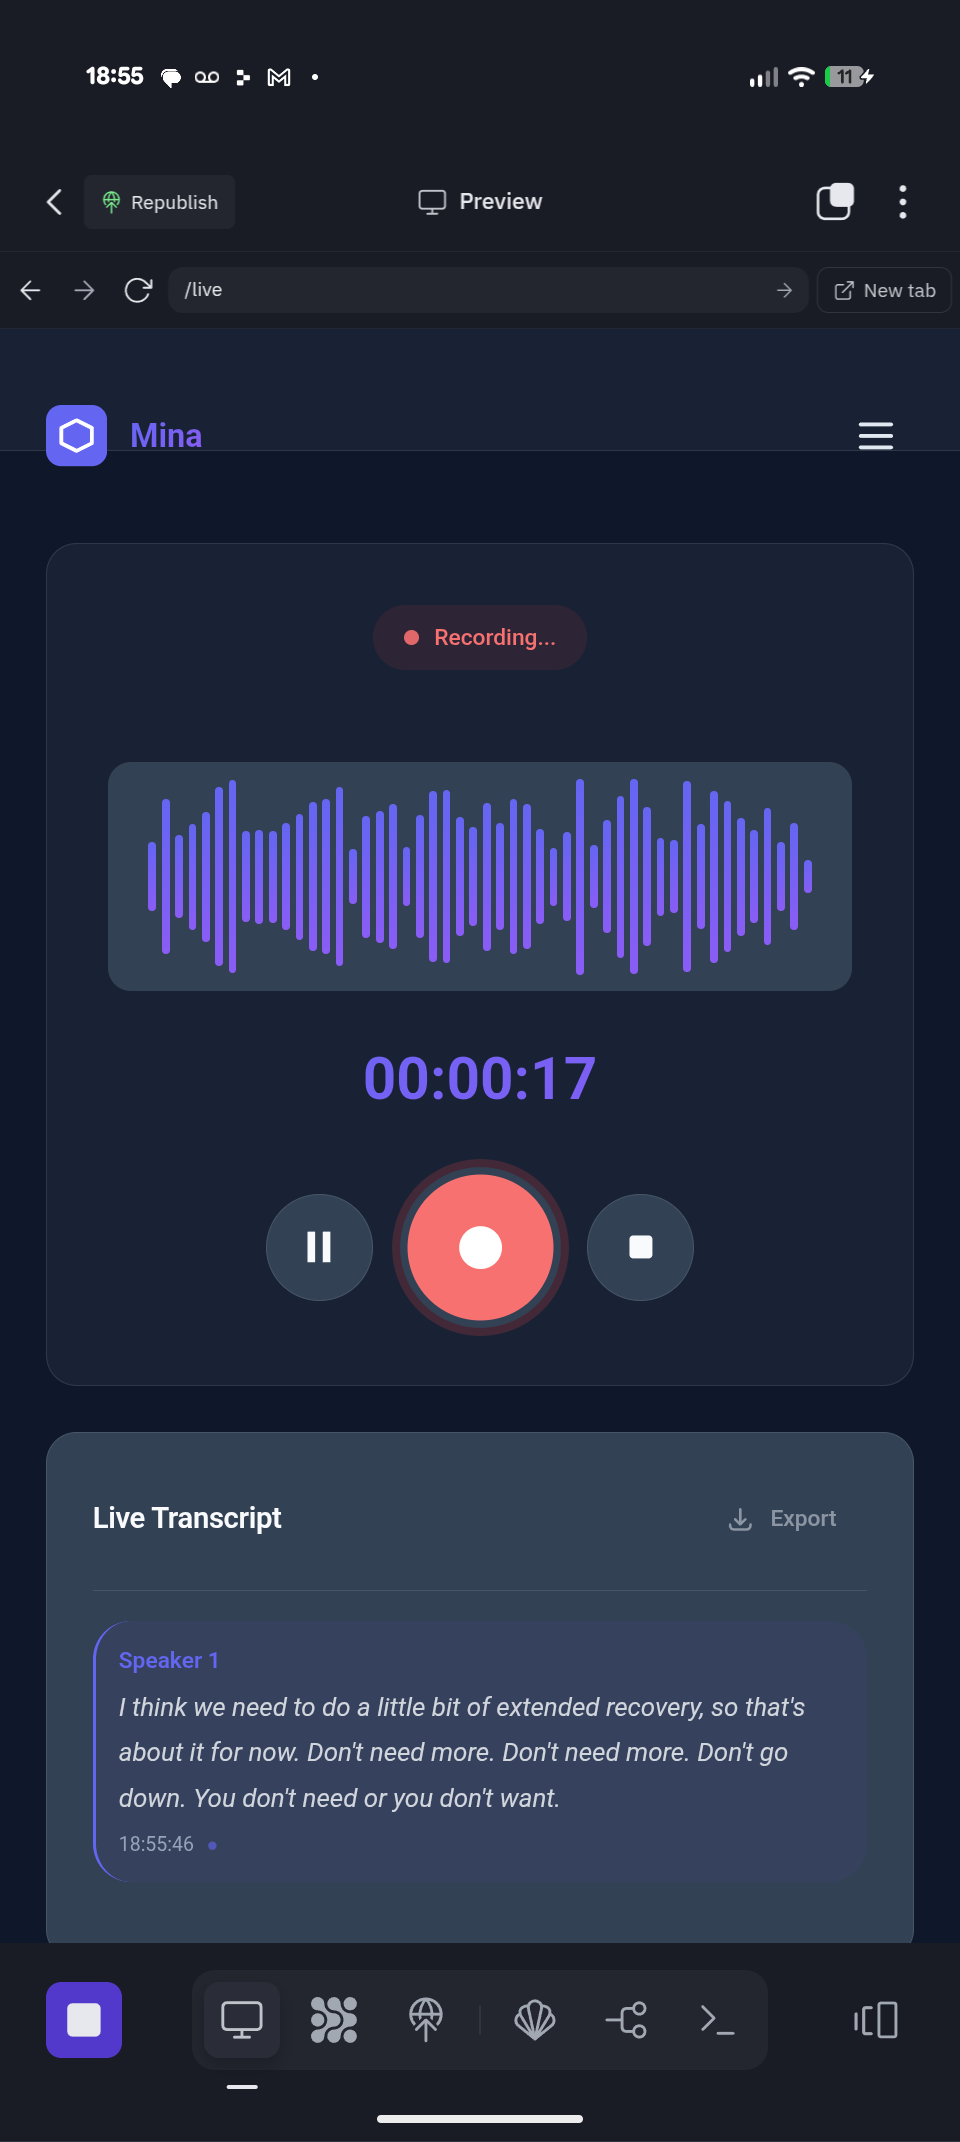 18:55
11
Republish
Preview
/live
New tab
Mina
Recording...
00:00:17
Live Transcript
Export
Speaker 1
I think we need to do a little bit of extended recovery, so that's
about it for now. Don't need more. Don't need more. Don't go
down. You don't need or you don't want.
18:55:46